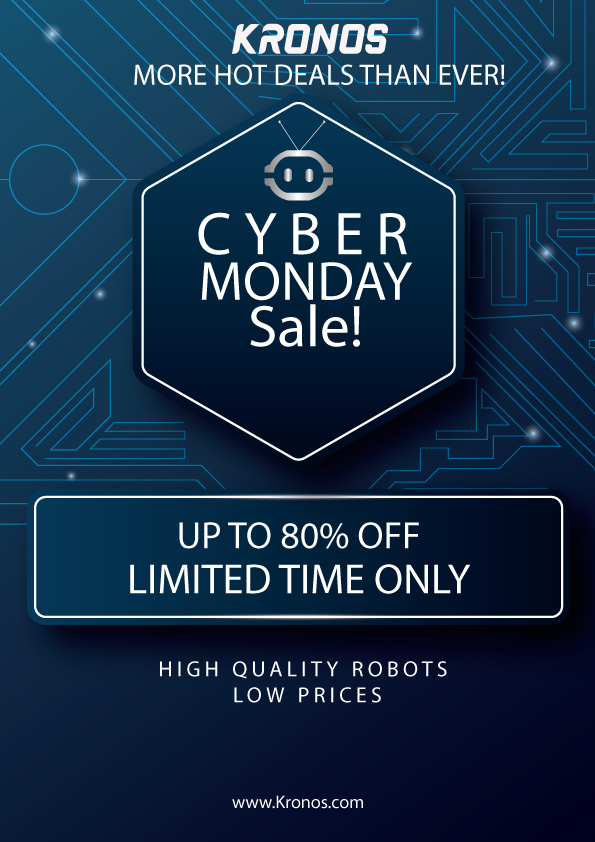 KRONOS
MORE HOT DEALS THAN EVER!
CYBER
MONDAY
Sale!
UP TO 80% OFF
LIMITED TIME ONLY
HIGH QUALITY ROBOTS
LOW PRICES
www.Kronos.com